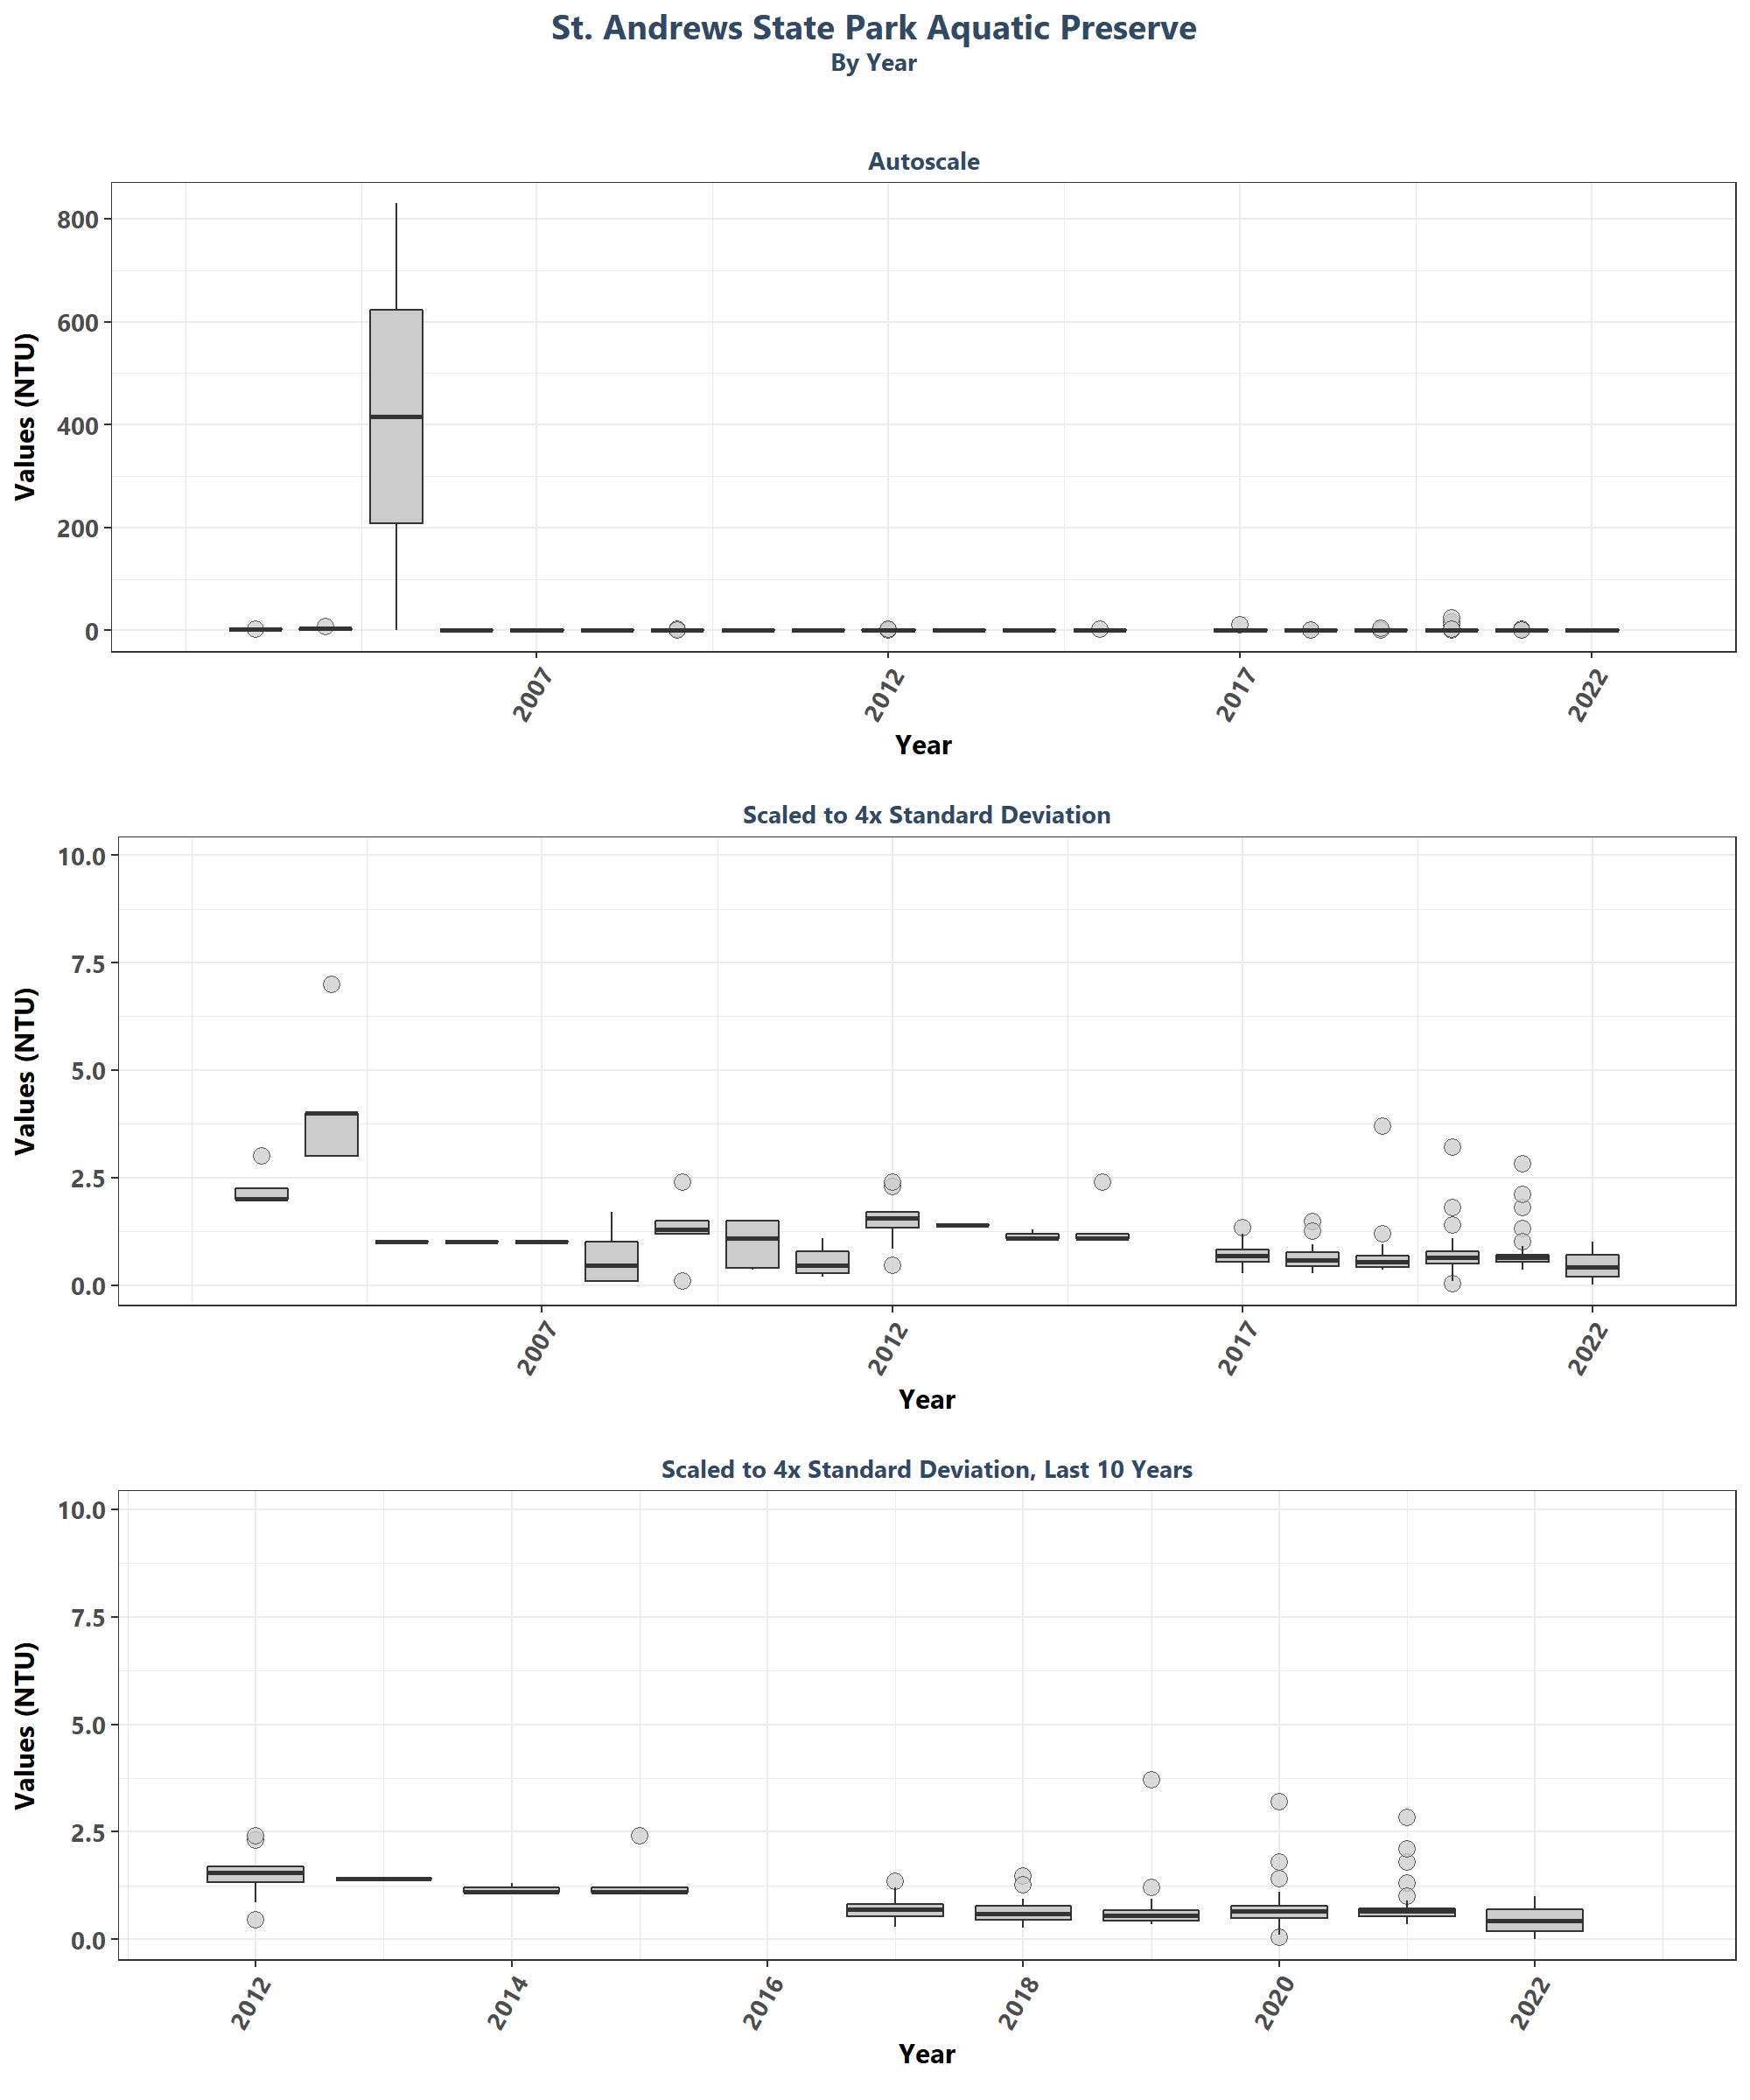 St. Andrews State Park Aquatic Preserve
By Year
Autoscale
Values (NTU)
800
600
400
200
0
2007
2012
2017
2022
Year
Scaled to 4x Standard Deviation
Values (NTU)
10.0
7.5
5.0
2.5
0.0
2007
2012
2017
2022
Year
Scaled to 4x Standard Deviation, Last 10 Years
Values (NTU)
10.0
7.5
5.0
2.5
0.0
2012
2014
2016
2018
2020
2022
Year